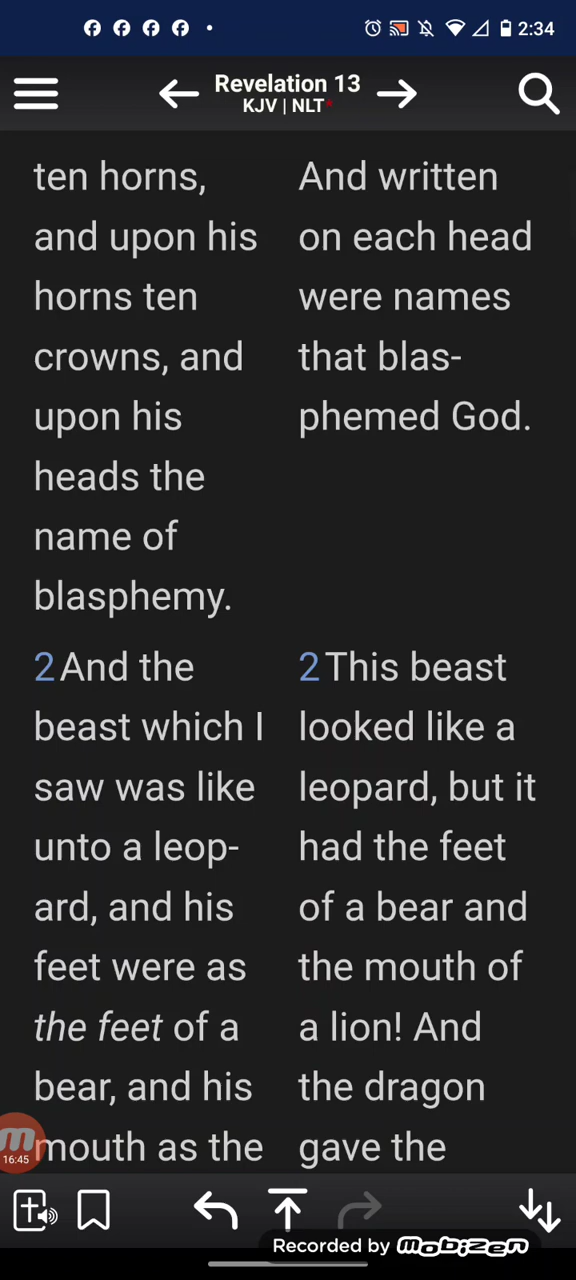 2:34
Revelation 13
KJV | NLT*
ten horns,
and upon his
horns ten
crowns, and
upon his
heads the
name of
blasphemy.
2 And the
beast which I
saw was like
unto a leop-
ard, and his
feet were as
the feet of a
bear, and his
mouth as the
And written
on each head
were names
that blas-
phemed God.
2 This beast
looked like a
leopard, but it
had the feet
of a bear and
the mouth of
a lion! And
the dragon
gave the
16:45
Recorded by mobizen